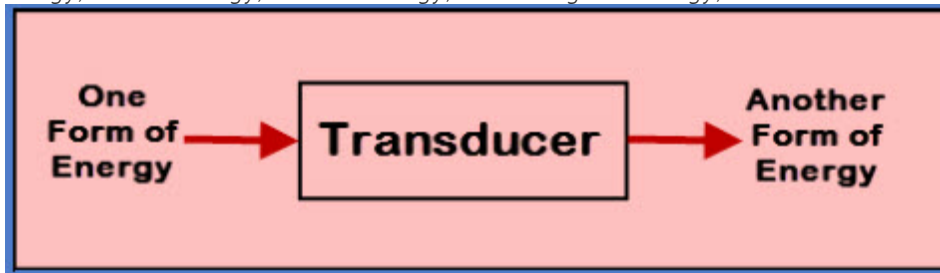 One
Form of
Energy
Transducer
Another
Form of
Energy